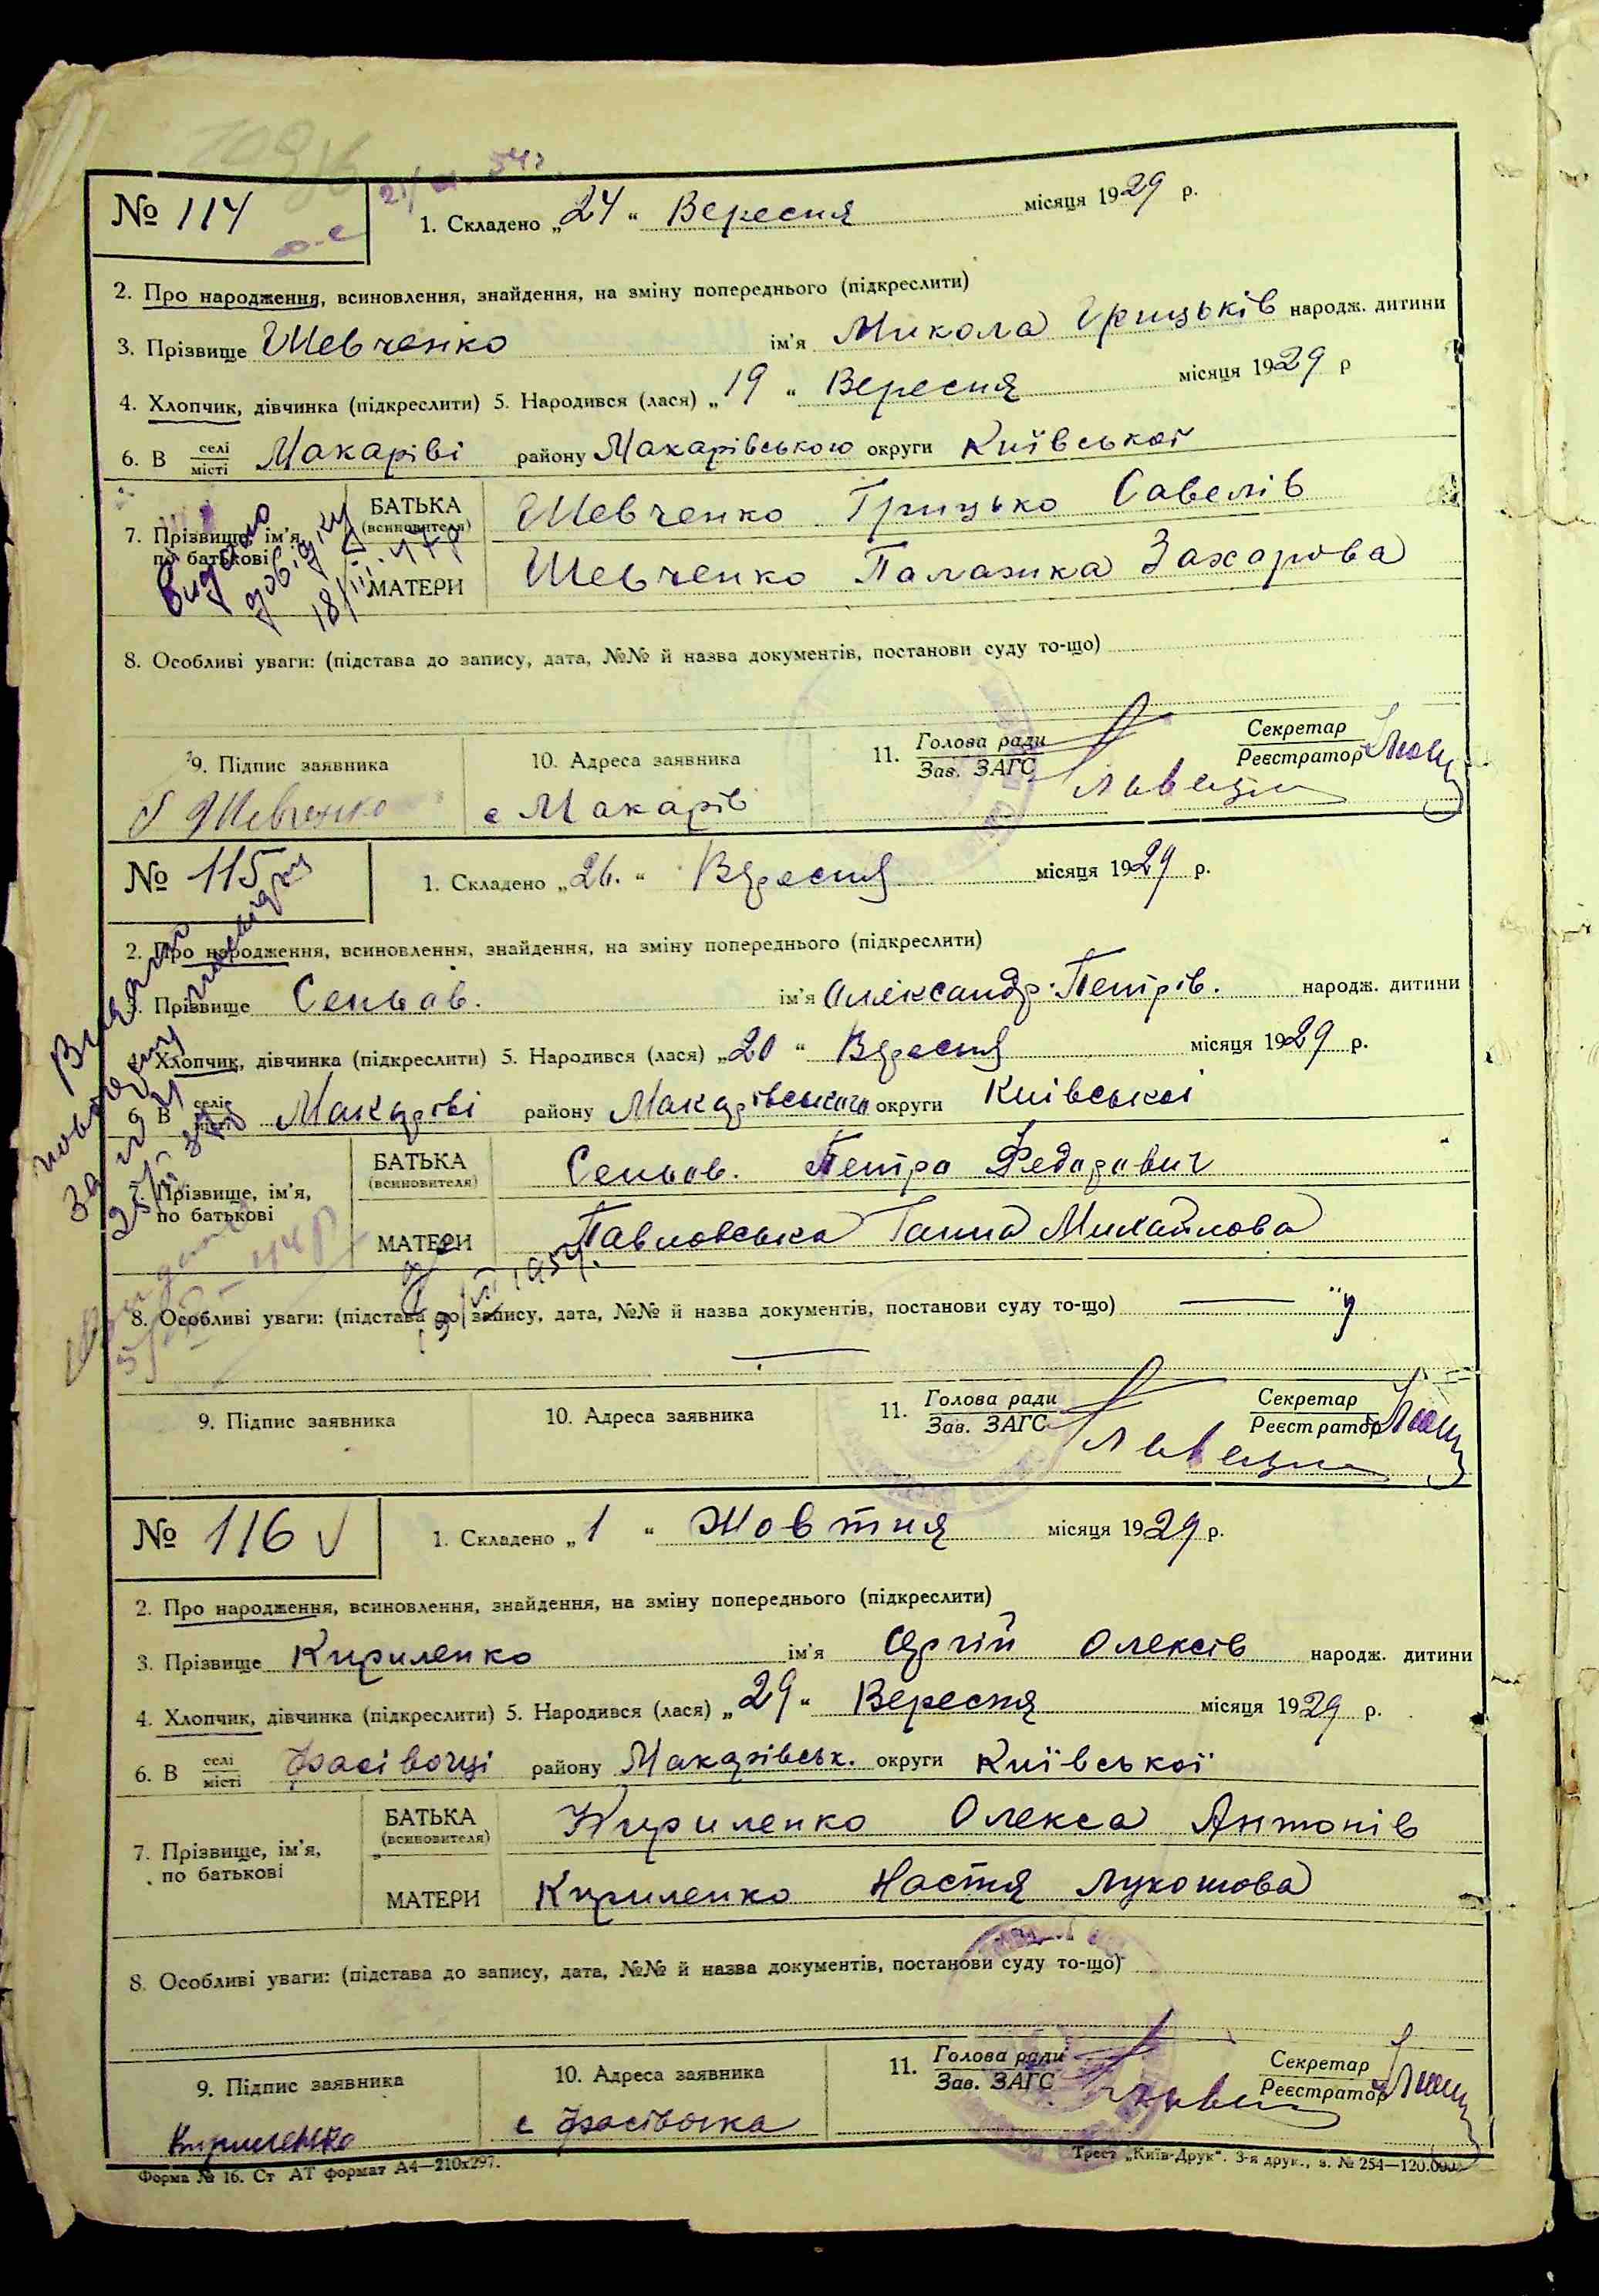 № 114
1. Складено „24“ Вересня місяця 1929 р.
2. Про народження, всиновлення, знайдення, на зміну попереднього (підкреслити)
3. Прізвище Шевченко ім'я Микола Грицьків народж. дитини
4. Хлопчик, дівчинка (підкреслити) 5. Народився (лася) „19“ Вересня місяця 1929 р
6. В селі місті Макарові району Макарівського округи Київської
7. Прізвище, ім'я, по батькові
БАТЬКА (всиновителя) Шевченко Грицько Савелів
МАТЕРИ Шевченко Палажка Захарова
Видано
довідку
8. Особливі уваги: (підстава до запису, дата, №№ й назва документів, постанови суду то-що)
9. Підпис заявника
Шевченко
10. Адреса заявника
с Макарів
11. Голова ради
Зав. ЗАГС
Секретар
Реєстратор
№ 115
1. Складено „26.“ Вересня місяця 1929 р.
2. Про народження, всиновлення, знайдення, на зміну попереднього (підкреслити)
3. Прізвище Сеньов. ім'я Олександр. Петрів. народж. дитини
4. Хлопчик, дівчинка (підкреслити) 5. Народився (лася) „20“ Вересня місяця 1929 р.
6. В селі місті Макарові району Макарівського округи Київської
7. Прізвище, ім'я, по батькові
БАТЬКА (всиновителя) Сеньов. Петро Федорович
МАТЕРИ Павловська Ганна Михайлова
8. Особливі уваги: (підстава до запису, дата, №№ й назва документів, постанови суду то-що)
9. Підпис заявника
10. Адреса заявника
11. Голова ради
Зав. ЗАГС
Секретар
Реєстратор
№ 116
1. Складено „1“ Жовтня місяця 1929 р.
2. Про народження, всиновлення, знайдення, на зміну попереднього (підкреслити)
3. Прізвище Кириленко ім'я Сергій Олексів народж. дитини
4. Хлопчик, дівчинка (підкреслити) 5. Народився (лася) „29“ Вересня місяця 1929 р.
6. В селі місті Фасівочці району Макарівськ. округи Київської
7. Прізвище, ім'я, по батькові
БАТЬКА (всиновителя) Кириленко Олекса Антонів
МАТЕРИ Кириленко Настя Лукошова
8. Особливі уваги: (підстава до запису, дата, №№ й назва документів, постанови суду то-що)
9. Підпис заявника
Кириленко
10. Адреса заявника
с Фасівочка
11. Голова ради
Зав. ЗАГС
Секретар
Реєстратор
Форма № 16. Ст АТ формат А4—210х297.
Трест „Київ-Друк“. 3-я друк., з. № 254—120.000.